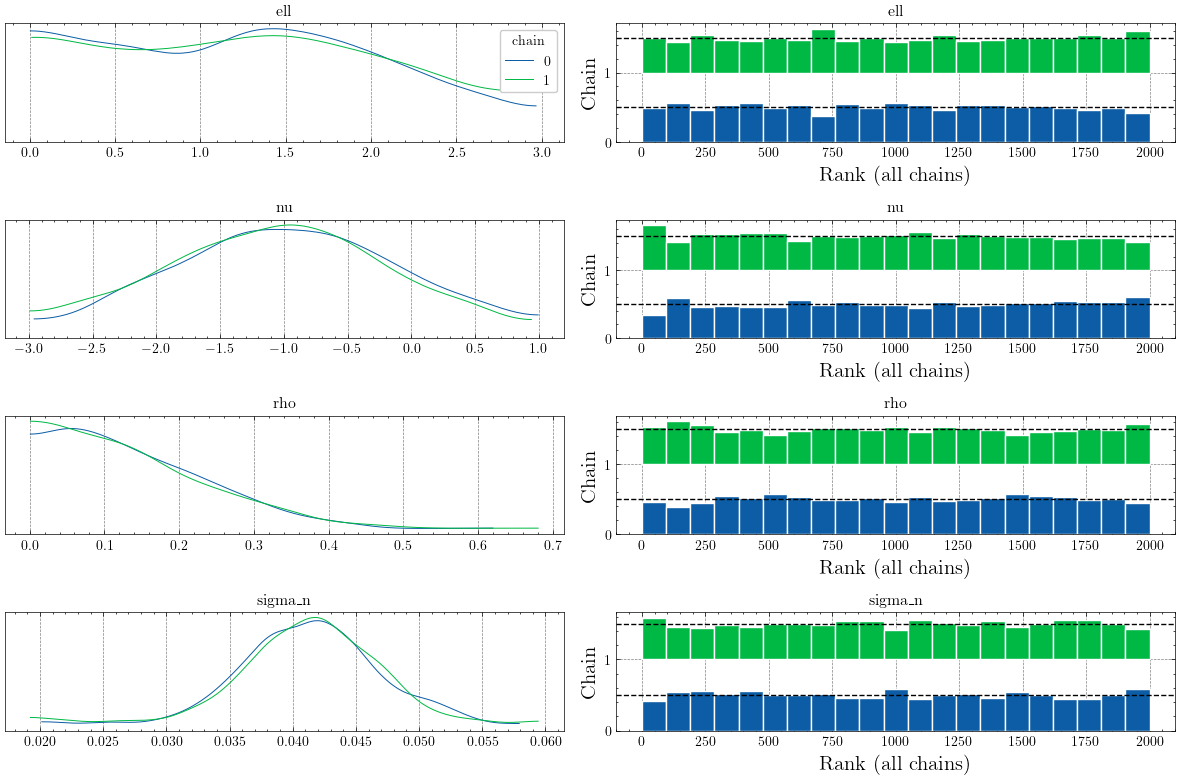 ell
chain
0
1
0.0 0.5 1.0 1.5 2.0 2.5 3.0
ell
Chain
1
0
0 250 500 750 1000 1250 1500 1750 2000
Rank (all chains)
nu
−3.0 −2.5 −2.0 −1.5 −1.0 −0.5 0.0 0.5 1.0
nu
Chain
1
0
0 250 500 750 1000 1250 1500 1750 2000
Rank (all chains)
rho
0.0 0.1 0.2 0.3 0.4 0.5 0.6 0.7
rho
Chain
1
0
0 250 500 750 1000 1250 1500 1750 2000
Rank (all chains)
sigma_n
0.020 0.025 0.030 0.035 0.040 0.045 0.050 0.055 0.060
sigma_n
Chain
1
0
0 250 500 750 1000 1250 1500 1750 2000
Rank (all chains)